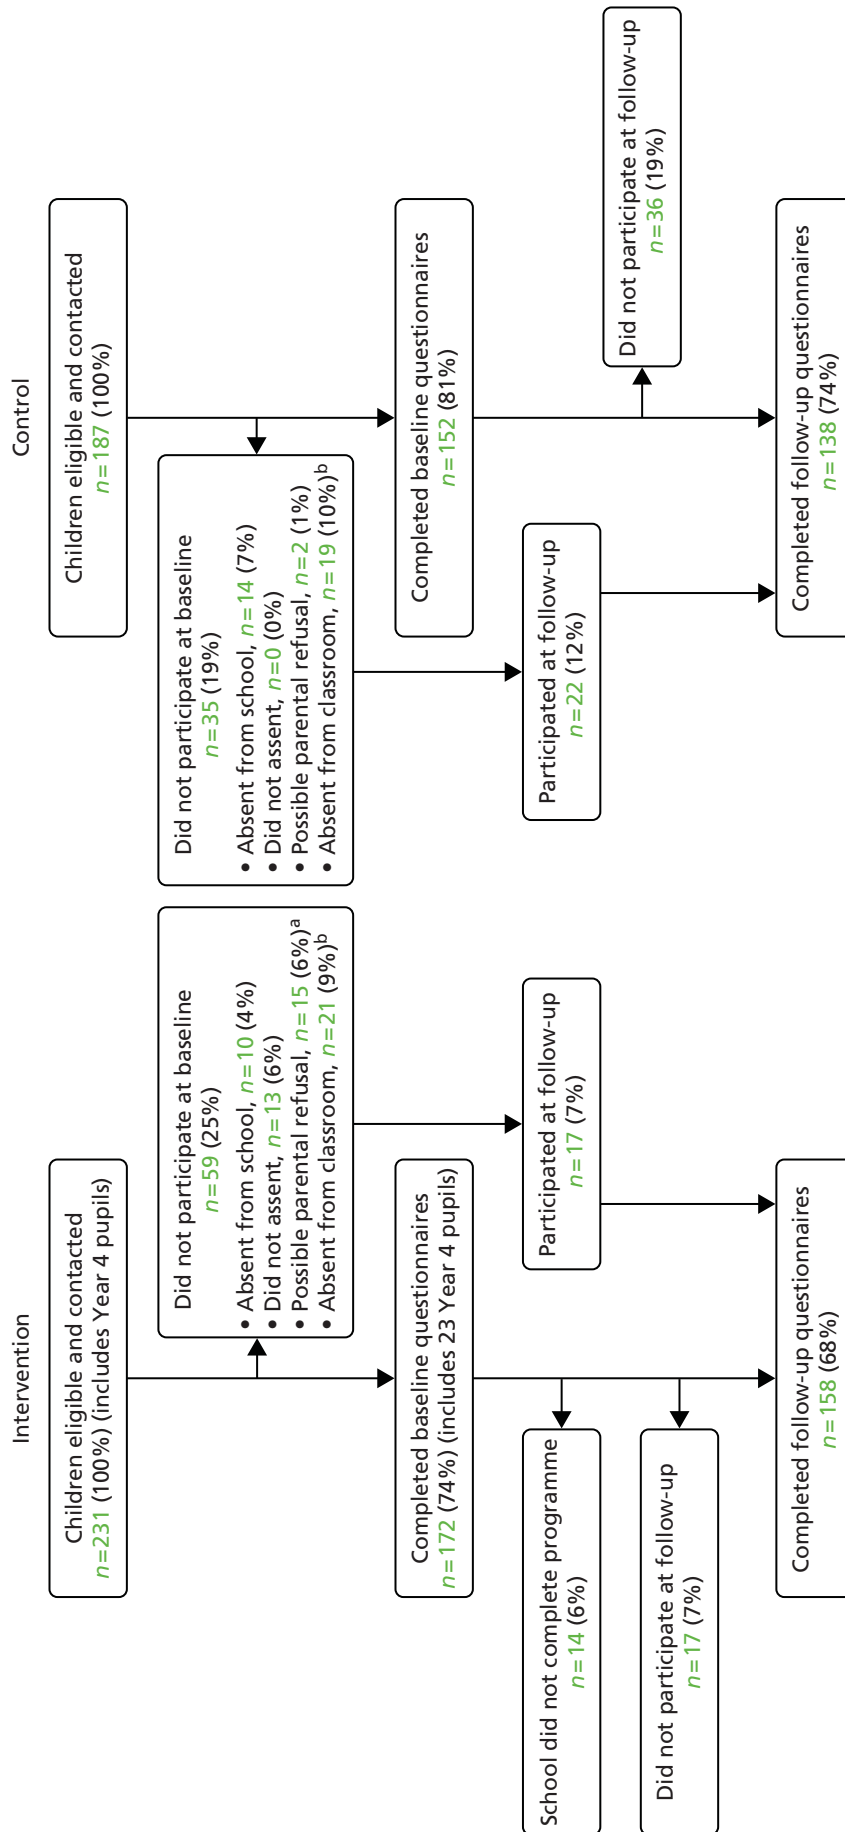 Intervention
Children eligible and contacted
n=231 (100%) (includes Year 4 pupils)
Did not participate at baseline
n=59 (25%)
• Absent from school, n=10 (4%)
• Did not assent, n=13 (6%)
• Possible parental refusal, n=15 (6%)a
• Absent from classroom, n=21 (9%)b
Completed baseline questionnaires
n=172 (74%) (includes 23 Year 4 pupils)
School did not complete programme
n=14 (6%)
Did not participate at follow-up
n=17 (7%)
Participated at follow-up
n=17 (7%)
Completed follow-up questionnaires
n=158 (68%)
Control
Children eligible and contacted
n=187 (100%)
Did not participate at baseline
n=35 (19%)
• Absent from school, n=14 (7%)
• Did not assent, n=0 (0%)
• Possible parental refusal, n=2 (1%)
• Absent from classroom, n=19 (10%)b
Completed baseline questionnaires
n=152 (81%)
Participated at follow-up
n=22 (12%)
Did not participate at follow-up
n=36 (19%)
Completed follow-up questionnaires
n=138 (74%)